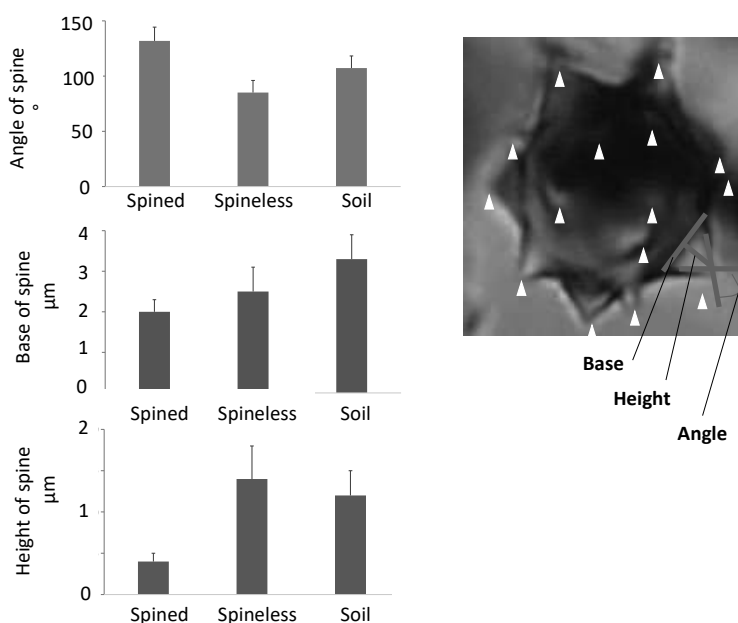 Angle of spine
°
150
100
50
0
Spined Spineless Soil
Base of spine
µm
4
3
2
1
0
Spined Spineless Soil
Height of spine
µm
2
1
0
Spined Spineless Soil
Base
Height
Angle